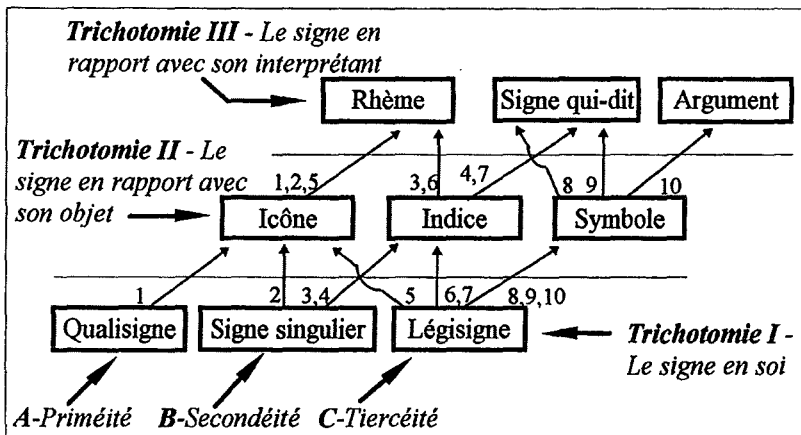 Trichotomie III - Le signe en
rapport avec son interprétant
Rhème
Signe qui-dit
Argument
Trichotomie II - Le
signe en rapport avec
son objet
1,2,5
3,6
4,7
8
9
10
Icône
Indice
Symbole
1
2
3,4
5
6,7
8,9,10
Qualisigne
Signe singulier
Légisigne
Trichotomie I -
Le signe en soi
A-Priméité
B-Secondéité
C-Tiercéité